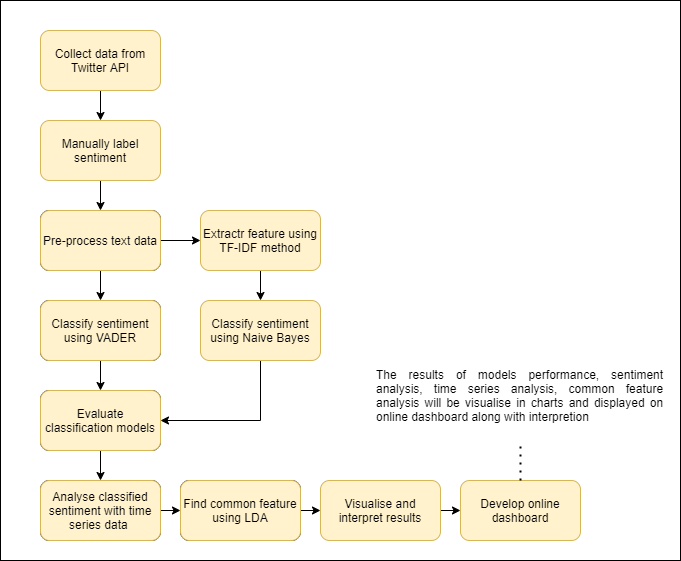 Collect data from
Twitter API
Manually label
sentiment
Pre-process text data
Extractr feature using
TF-IDF method
Classify sentiment
using VADER
Classify sentiment
using Naive Bayes
The results of models performance, sentiment
analysis, time series analysis, common feature
analysis will be visualise in charts and displayed on
online dashboard along with interpretion
Evaluate
classification models
Analyse classified
sentiment with time
series data
Find common feature
using LDA
Visualise and
interpret results
Develop online
dashboard